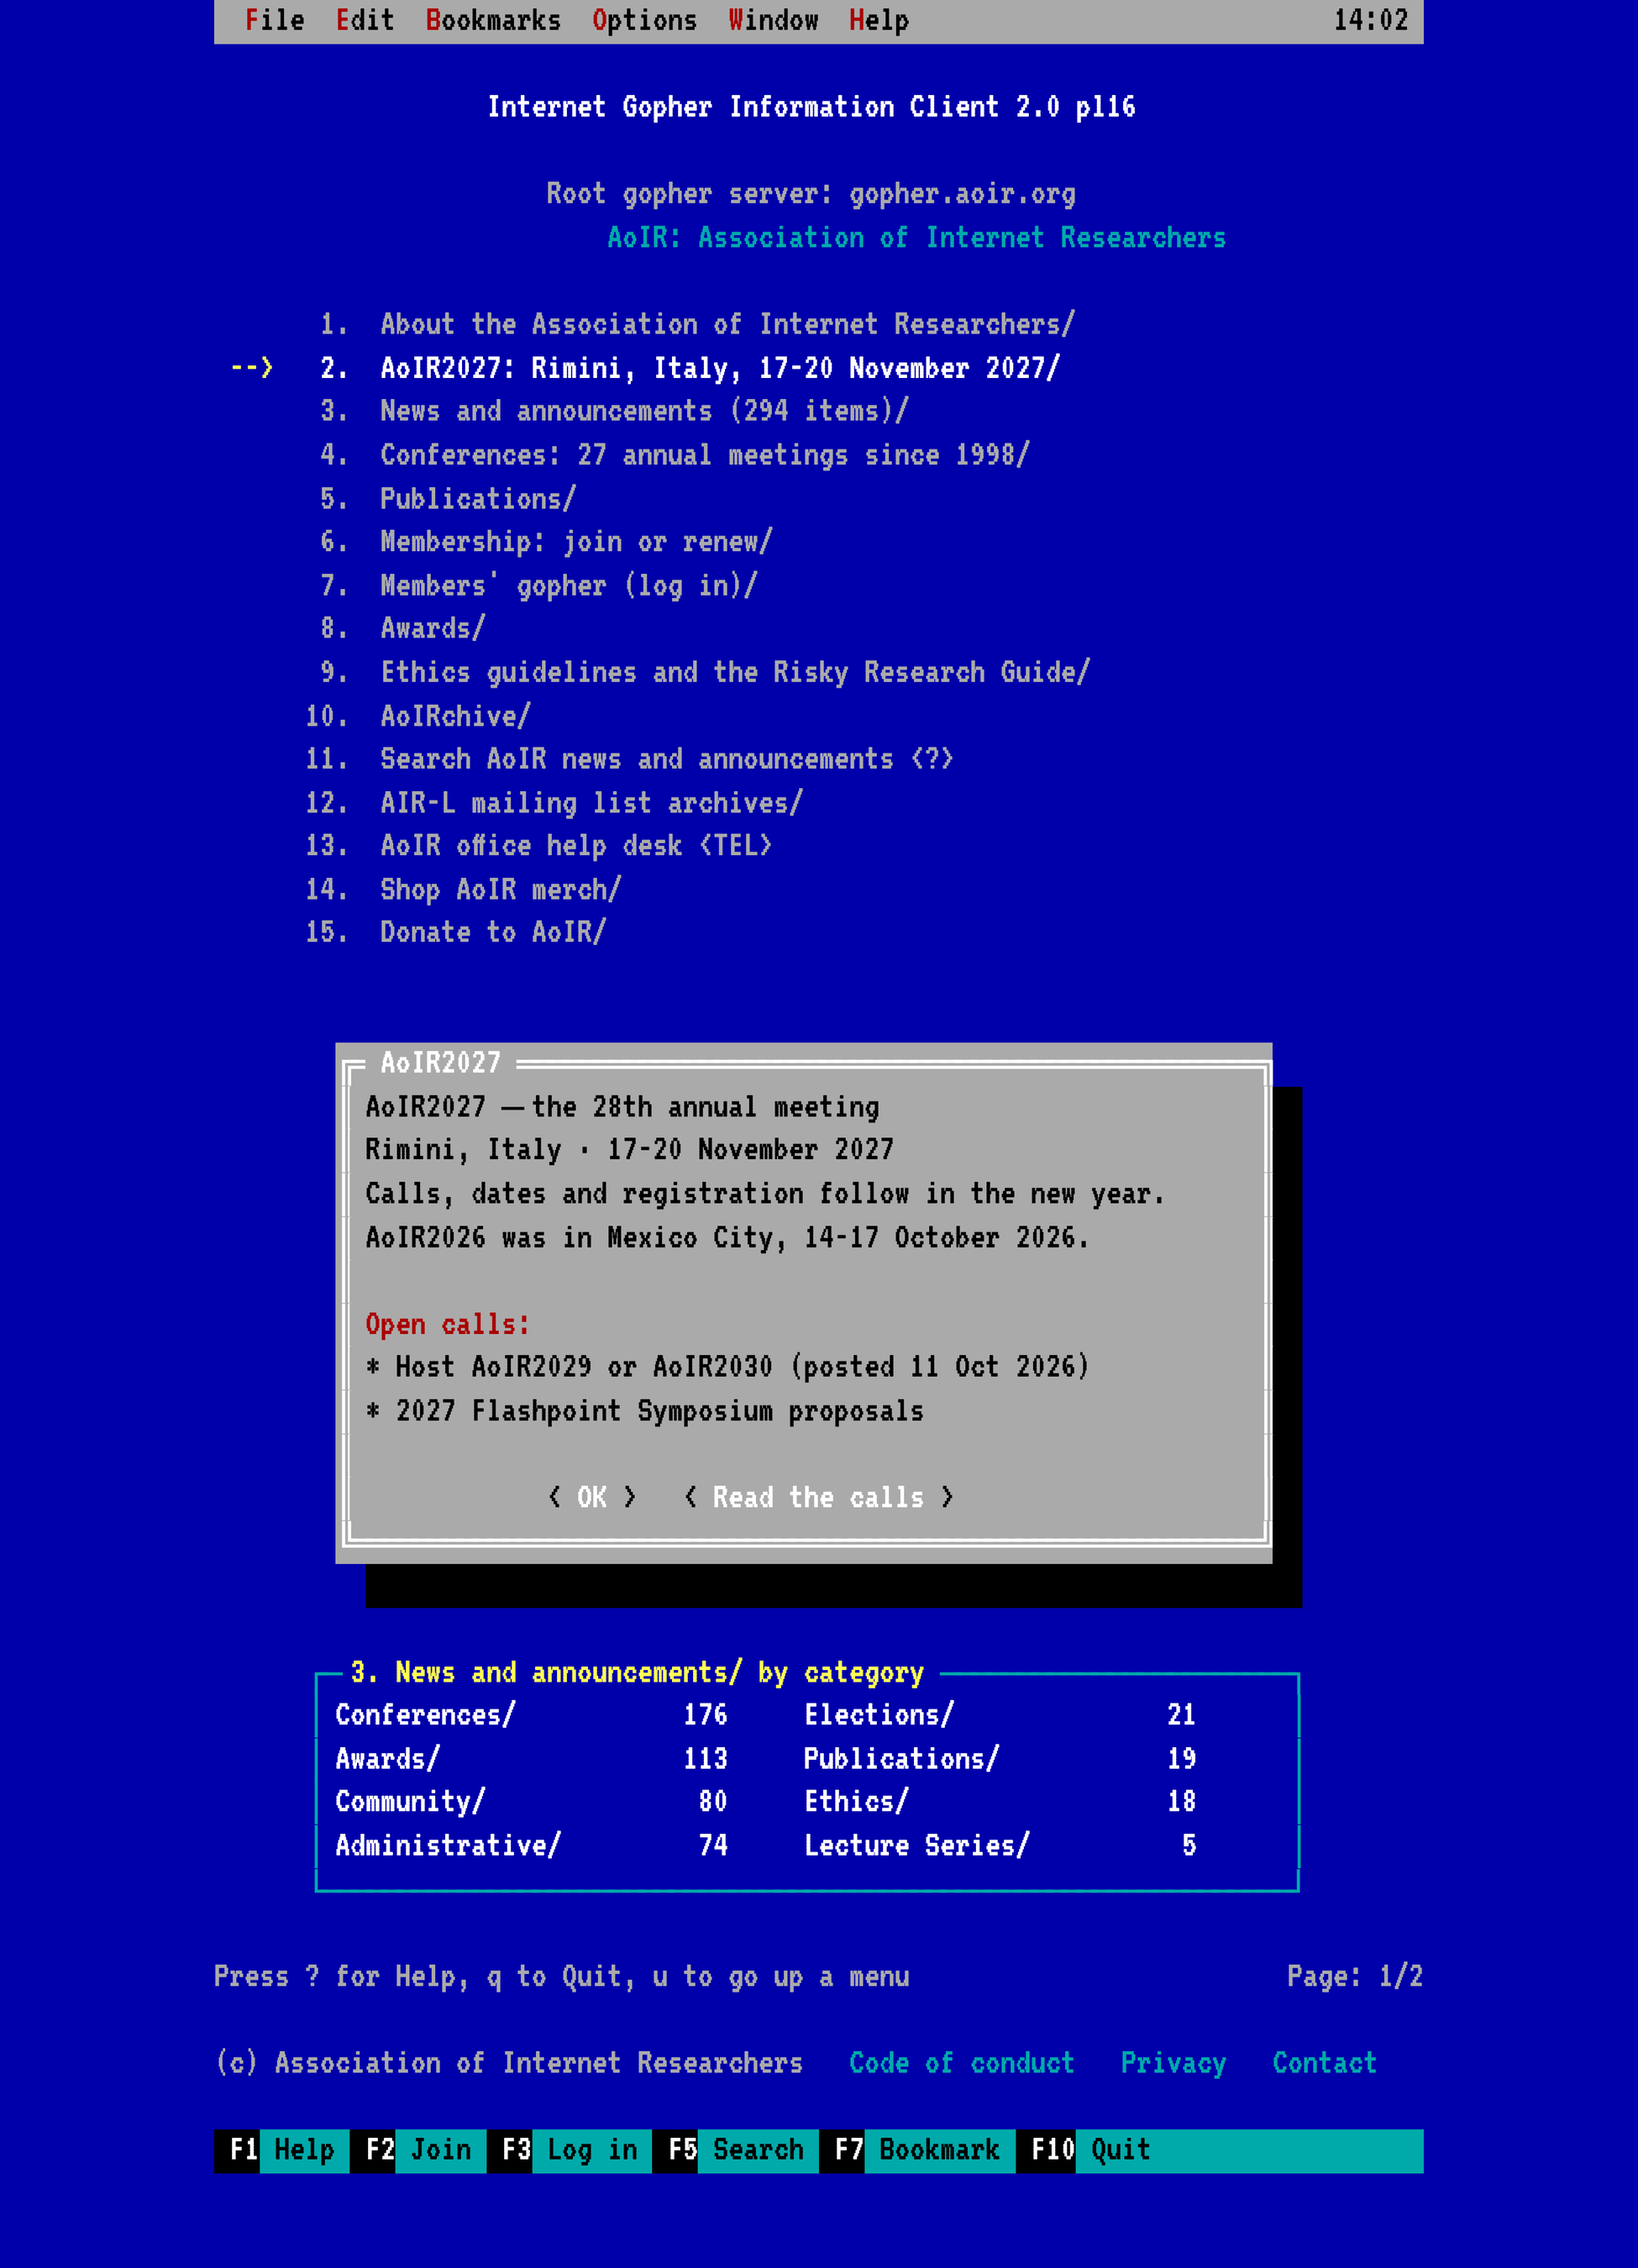 File Edit Bookmarks Options Window Help 14:02
Internet Gopher Information Client 2.0 pl16
Root gopher server: gopher.aoir.org
AoIR: Association of Internet Researchers
1. About the Association of Internet Researchers/
--> 2. AoIR2027: Rimini, Italy, 17-20 November 2027/
3. News and announcements (294 items)/
4. Conferences: 27 annual meetings since 1998/
5. Publications/
6. Membership: join or renew/
7. Members' gopher (log in)/
8. Awards/
9. Ethics guidelines and the Risky Research Guide/
10. AoIRchive/
11. Search AoIR news and announcements <?>
12. AIR-L mailing list archives/
13. AoIR office help desk <TEL>
14. Shop AoIR merch/
15. Donate to AoIR/
AoIR2027
AoIR2027 — the 28th annual meeting
Rimini, Italy · 17-20 November 2027
Calls, dates and registration follow in the new year.
AoIR2026 was in Mexico City, 14-17 October 2026.
Open calls:
* Host AoIR2029 or AoIR2030 (posted 11 Oct 2026)
* 2027 Flashpoint Symposium proposals
< OK > < Read the calls >
3. News and announcements/ by category
Conferences/ 176 Elections/ 21
Awards/ 113 Publications/ 19
Community/ 80 Ethics/ 18
Administrative/ 74 Lecture Series/ 5
Press ? for Help, q to Quit, u to go up a menu Page: 1/2
(c) Association of Internet Researchers Code of conduct Privacy Contact
F1 Help F2 Join F3 Log in F5 Search F7 Bookmark F10 Quit